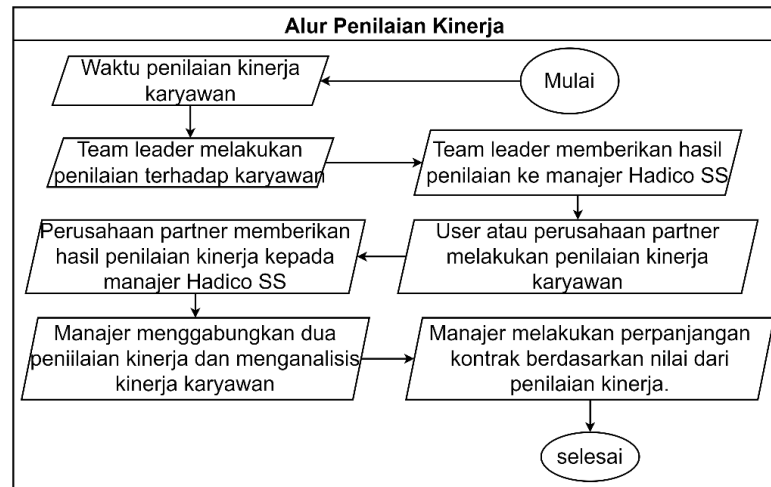 Alur Penilaian Kinerja
Mulai
Waktu penilaian kinerja
karyawan
Team leader melakukan
penilaian terhadap karyawan
Team leader memberikan hasil
penilaian ke manajer Hadico SS
User atau perusahaan partner
melakukan penilaian kinerja
karyawan
Perusahaan partner memberikan
hasil penilaian kinerja kepada
manajer Hadico SS
Manajer menggabungkan dua
peniilaian kinerja dan menganalisis
kinerja karyawan
Manajer melakukan perpanjangan
kontrak berdasarkan nilai dari
penilaian kinerja.
selesai